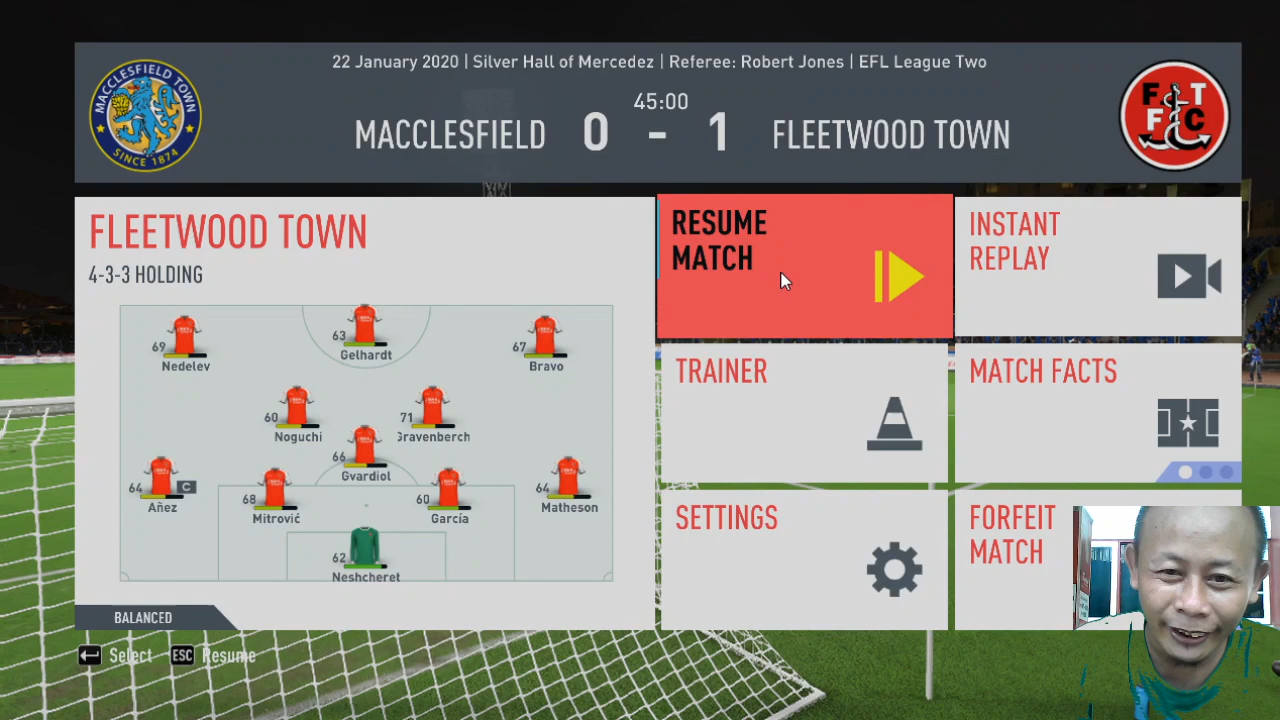 MACCLESFIELD TOWN
SINCE 1874
22 January 2020 | Silver Hall of Mercedez | Referee: Robert Jones | EFL League Two
45:00
MACCLESFIELD 0 - 1 FLEETWOOD TOWN
F T
F C
FLEETWOOD TOWN
4-3-3 HOLDING
69
Nedelev
63
Gelhardt
67
Bravo
60
Noguchi
71
Gravenberch
66
Gvardiol
64
C
Añez
68
Mitrović
60
García
64
Matheson
62
Neshcheret
BALANCED
RESUME
MATCH
INSTANT
REPLAY
TRAINER
MATCH FACTS
SETTINGS
FORFEIT
MATCH
Select ESC Resume